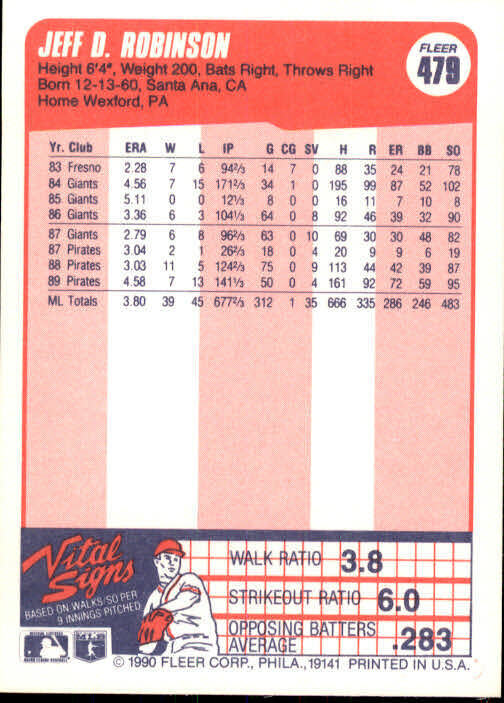 JEFF D. ROBINSON
FLEER
479
Height 6'4", Weight 200, Bats Right, Throws Right
Born 12-13-60, Santa Ana, CA
Home Wexford, PA
Yr. Club ERA W L IP G CG SV H R ER BB SO
83 Fresno 2.28 7 6 942/3 14 7 0 88 35 24 21 78
84 Giants 4.56 7 15 1712/3 34 1 0 195 99 87 52 102
85 Giants 5.11 0 0 121/3 8 0 0 16 11 7 10 8
86 Giants 3.36 6 3 1041/3 64 0 8 92 46 39 32 90
87 Giants 2.79 6 8 962/3 63 0 10 69 30 30 48 82
87 Pirates 3.04 2 1 262/3 18 0 4 20 9 9 6 19
88 Pirates 3.03 11 5 1242/3 75 0 9 113 44 42 39 87
89 Pirates 4.58 7 13 1411/3 50 0 4 161 92 72 59 95
ML Totals 3.80 39 45 6772/3 312 1 35 666 335 286 246 483
Vital
Signs
BASED ON WALKS/SO PER
9 INNINGS PITCHED
WALK RATIO 3.8
STRIKEOUT RATIO 6.0
OPPOSING BATTERS
AVERAGE .283
© 1990 FLEER CORP., PHILA., 19141 PRINTED IN U.S.A.